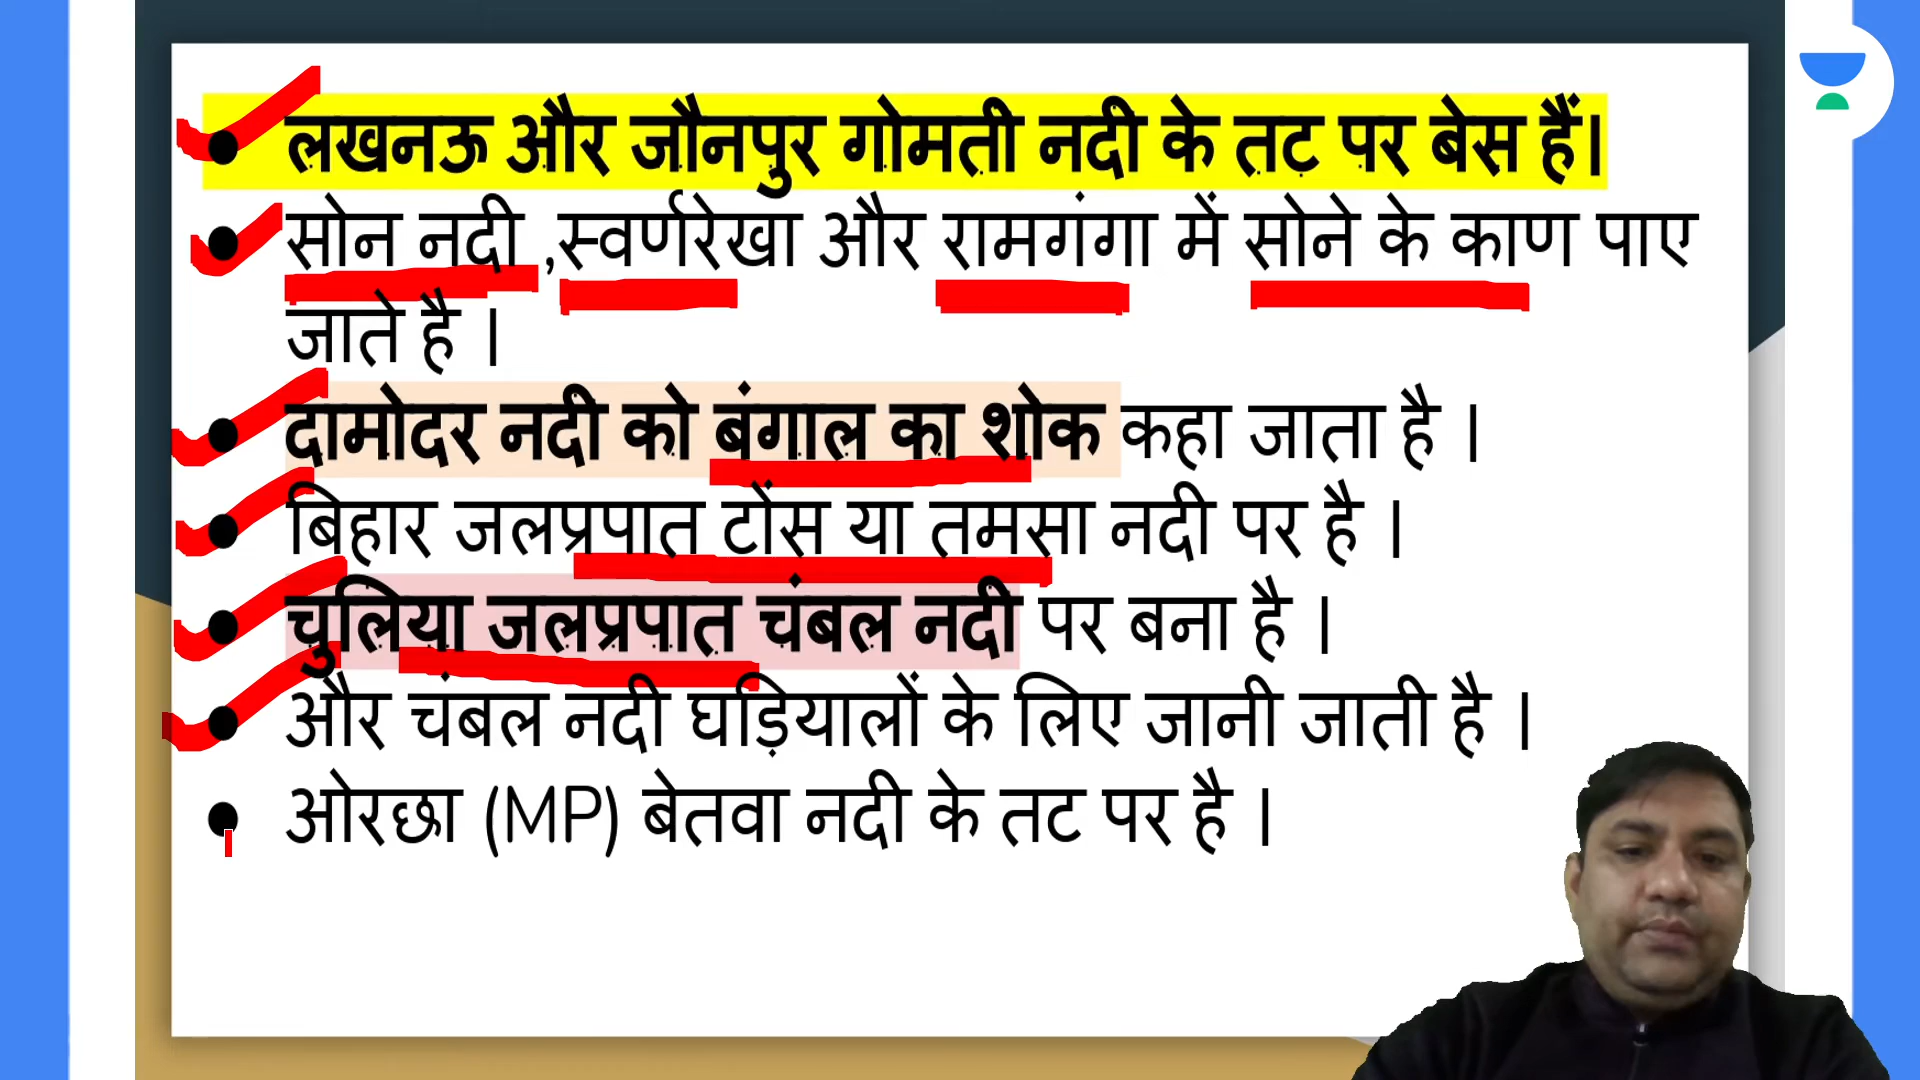 लखनऊ और जौनपुर गोमती नदी के तट पर बेस हैं।
सोन नदी ,स्वर्णरेखा और रामगंगा में सोने के काण पाए
जाते है ।
दामोदर नदी को बंगाल का शोक कहा जाता है ।
बिहार जलप्रपात टोंस या तमसा नदी पर है ।
चुलिया जलप्रपात चंबल नदी पर बना है ।
और चंबल नदी घड़ियालों के लिए जानी जाती है ।
ओरछा (MP) बेतवा नदी के तट पर है ।